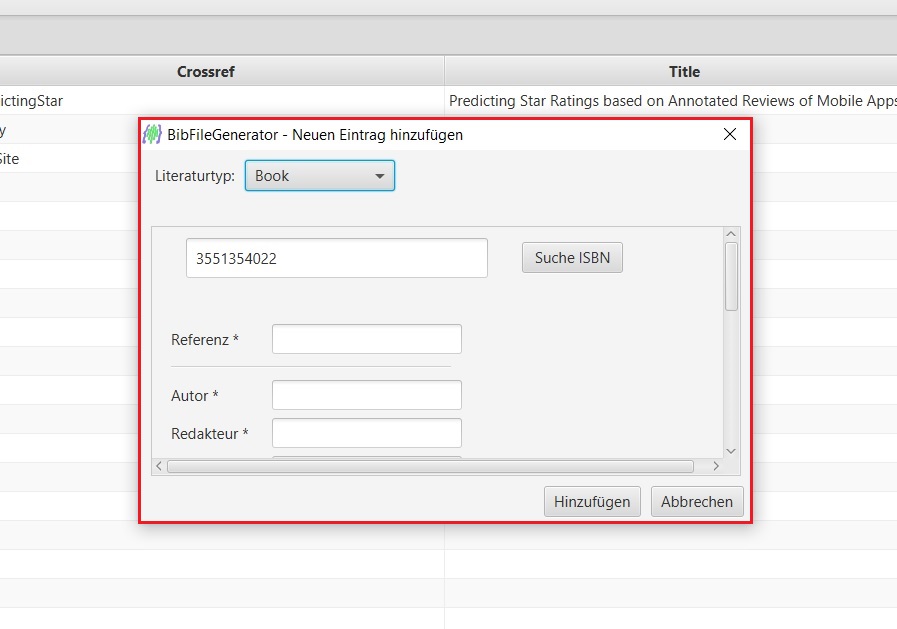 Crossref Title
ictingStar Predicting Star Ratings based on Annotated Reviews of Mobile Apps
y
Site
BibFileGenerator - Neuen Eintrag hinzufügen
Literaturtyp: Book
3551354022 Suche ISBN
Referenz *
Autor *
Redakteur *
Hinzufügen Abbrechen